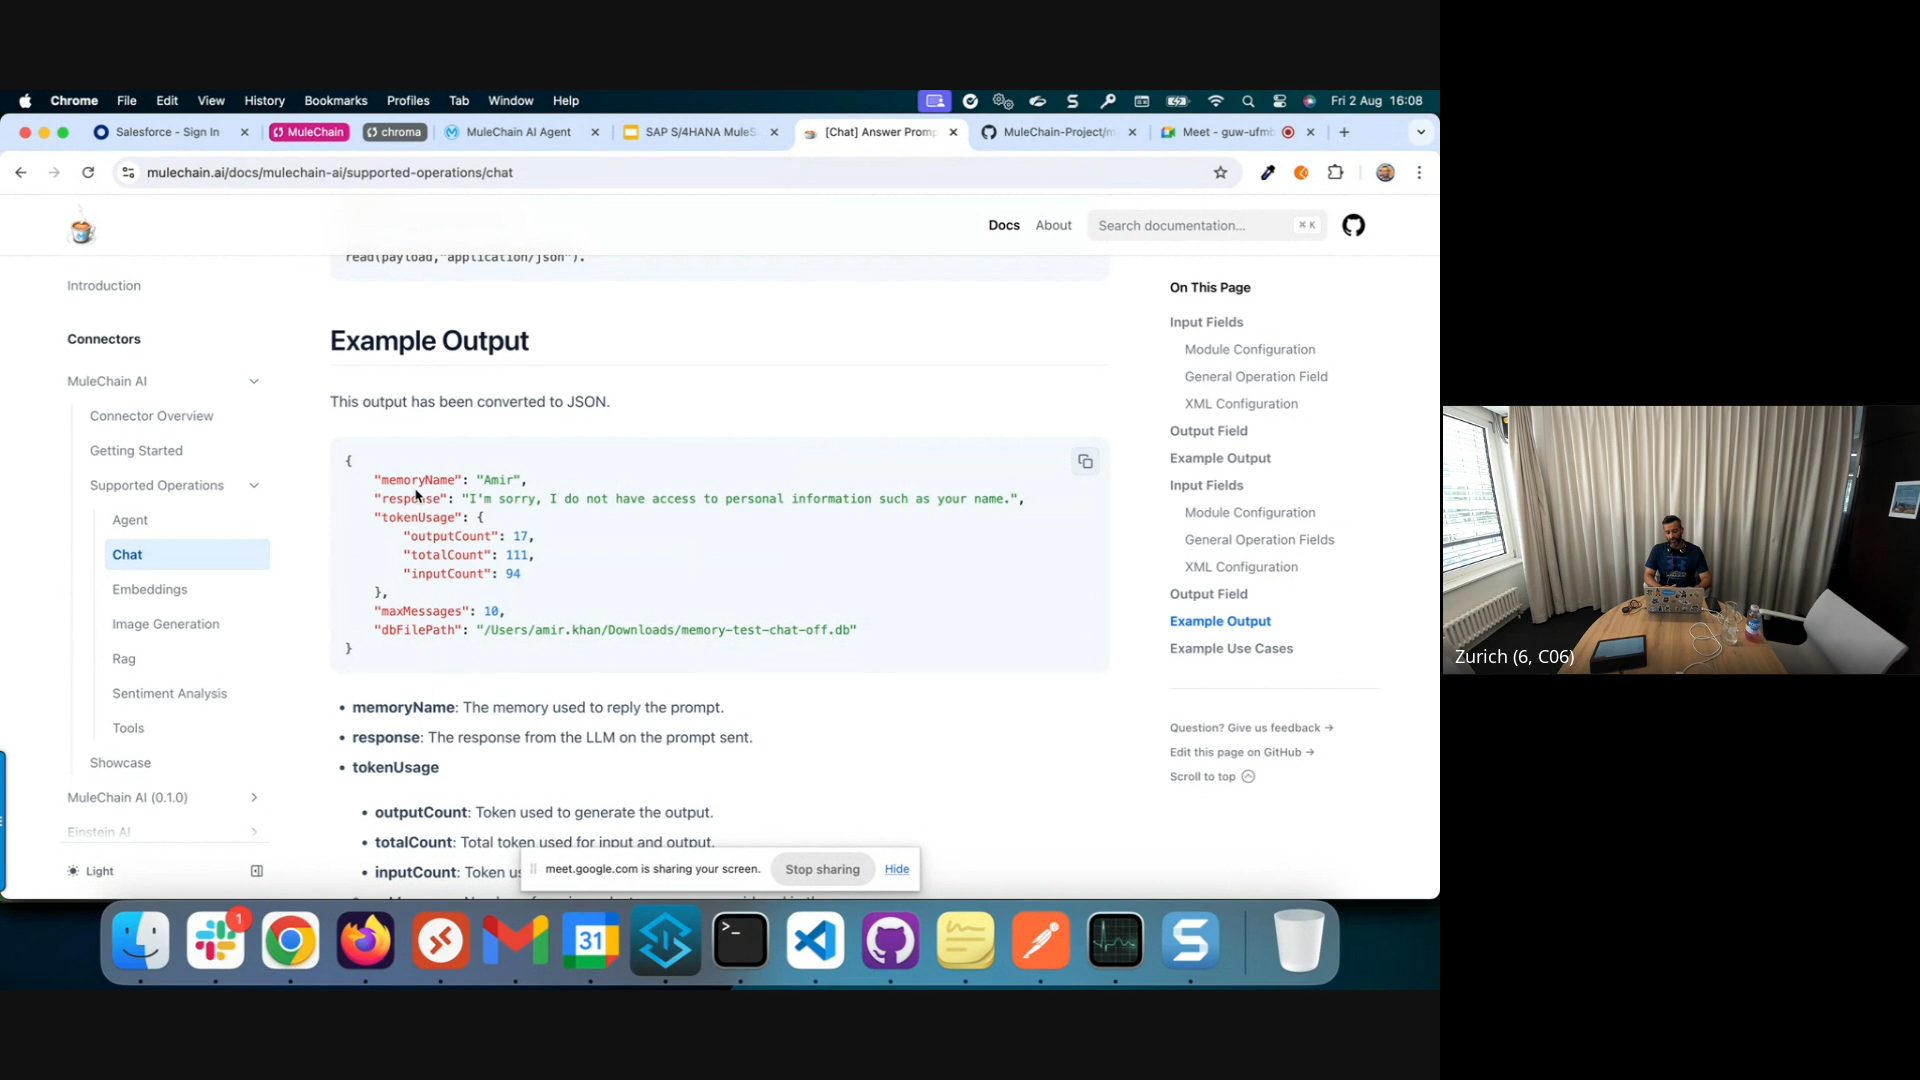 Chrome File Edit View History Bookmarks Profiles Tab Window Help Fri 2 Aug 16:08
Salesforce - Sign In MuleChain chroma MuleChain AI Agent SAP S/4HANA MuleS [Chat] Answer Promp MuleChain-Project/m Meet - guw-ufmb
mulechain.ai/docs/mulechain-ai/supported-operations/chat
Docs About Search documentation... ⌘ K
read(payload,"application/json").
Introduction
Connectors
MuleChain AI
Connector Overview
Getting Started
Supported Operations
Agent
Chat
Embeddings
Image Generation
Rag
Sentiment Analysis
Tools
Showcase
MuleChain AI (0.1.0)
Einstein AI
Light
Example Output
This output has been converted to JSON.
{
"memoryName": "Amir",
"response": "I'm sorry, I do not have access to personal information such as your name.",
"tokenUsage": {
"outputCount": 17,
"totalCount": 111,
"inputCount": 94
},
"maxMessages": 10,
"dbFilePath": "/Users/amir.khan/Downloads/memory-test-chat-off.db"
}
• memoryName: The memory used to reply the prompt.
• response: The response from the LLM on the prompt sent.
• tokenUsage
• outputCount: Token used to generate the output.
• totalCount: Total token used for input and output.
• inputCount: Token us
meet.google.com is sharing your screen. Stop sharing Hide
On This Page
Input Fields
Module Configuration
General Operation Field
XML Configuration
Output Field
Example Output
Input Fields
Module Configuration
General Operation Fields
XML Configuration
Output Field
Example Output
Example Use Cases
Question? Give us feedback →
Edit this page on GitHub →
Scroll to top
1
31
Zurich (6, C06)